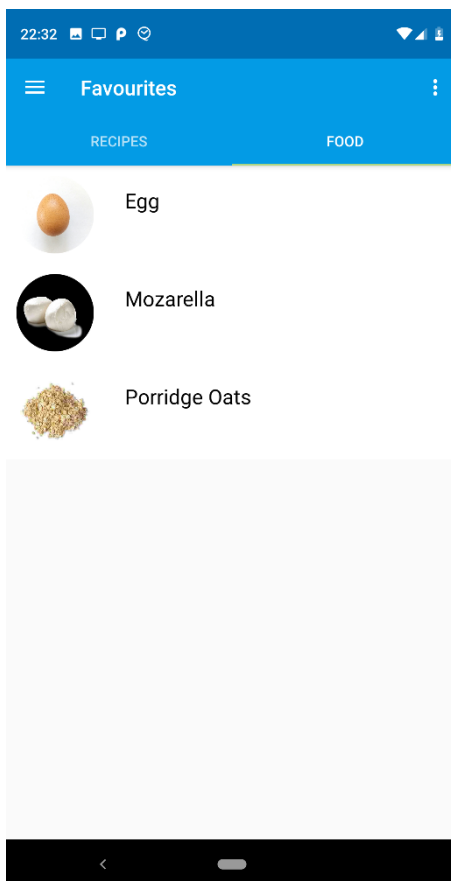 22:32
Favourites
RECIPES FOOD
Egg
Mozarella
Porridge Oats